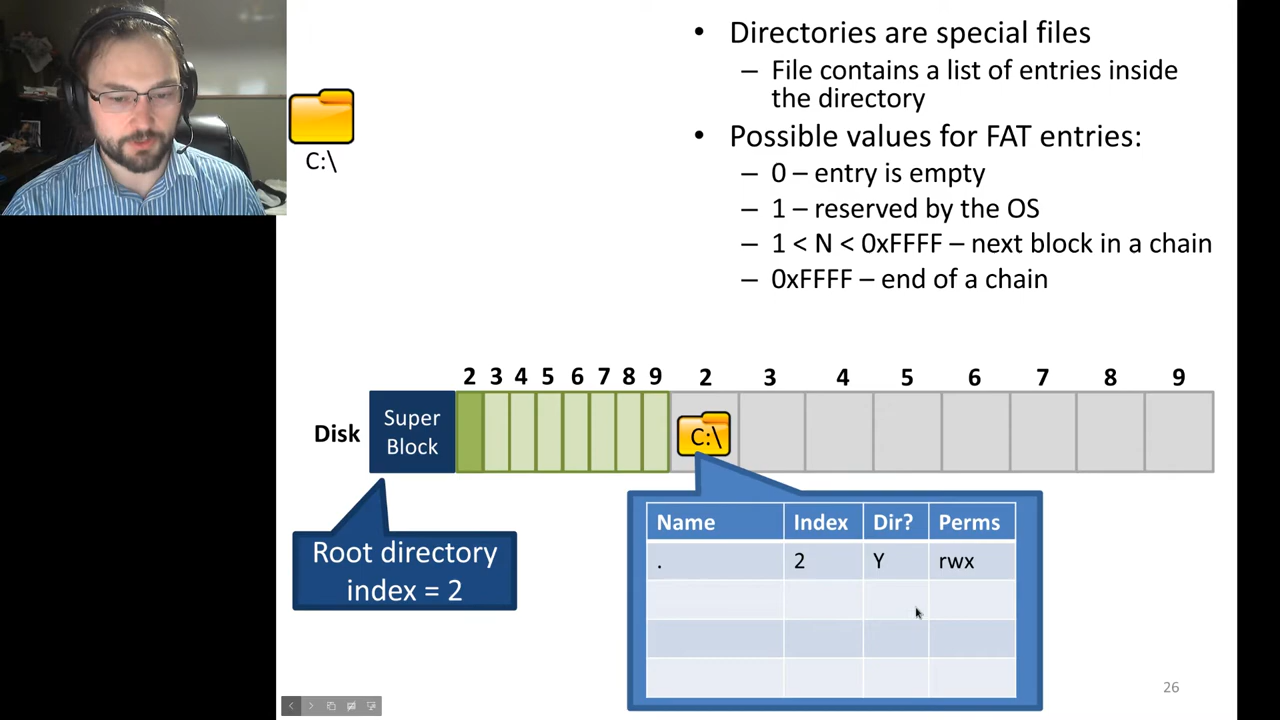 • Directories are special files
– File contains a list of entries inside
the directory
• Possible values for FAT entries:
– 0 – entry is empty
– 1 – reserved by the OS
– 1 < N < 0xFFFF – next block in a chain
– 0xFFFF – end of a chain
C:\
2 3 4 5 6 7 8 9 2 3 4 5 6 7 8 9
Disk
Super
Block
C:\
Root directory
index = 2
Name Index Dir? Perms
. 2 Y rwx
26